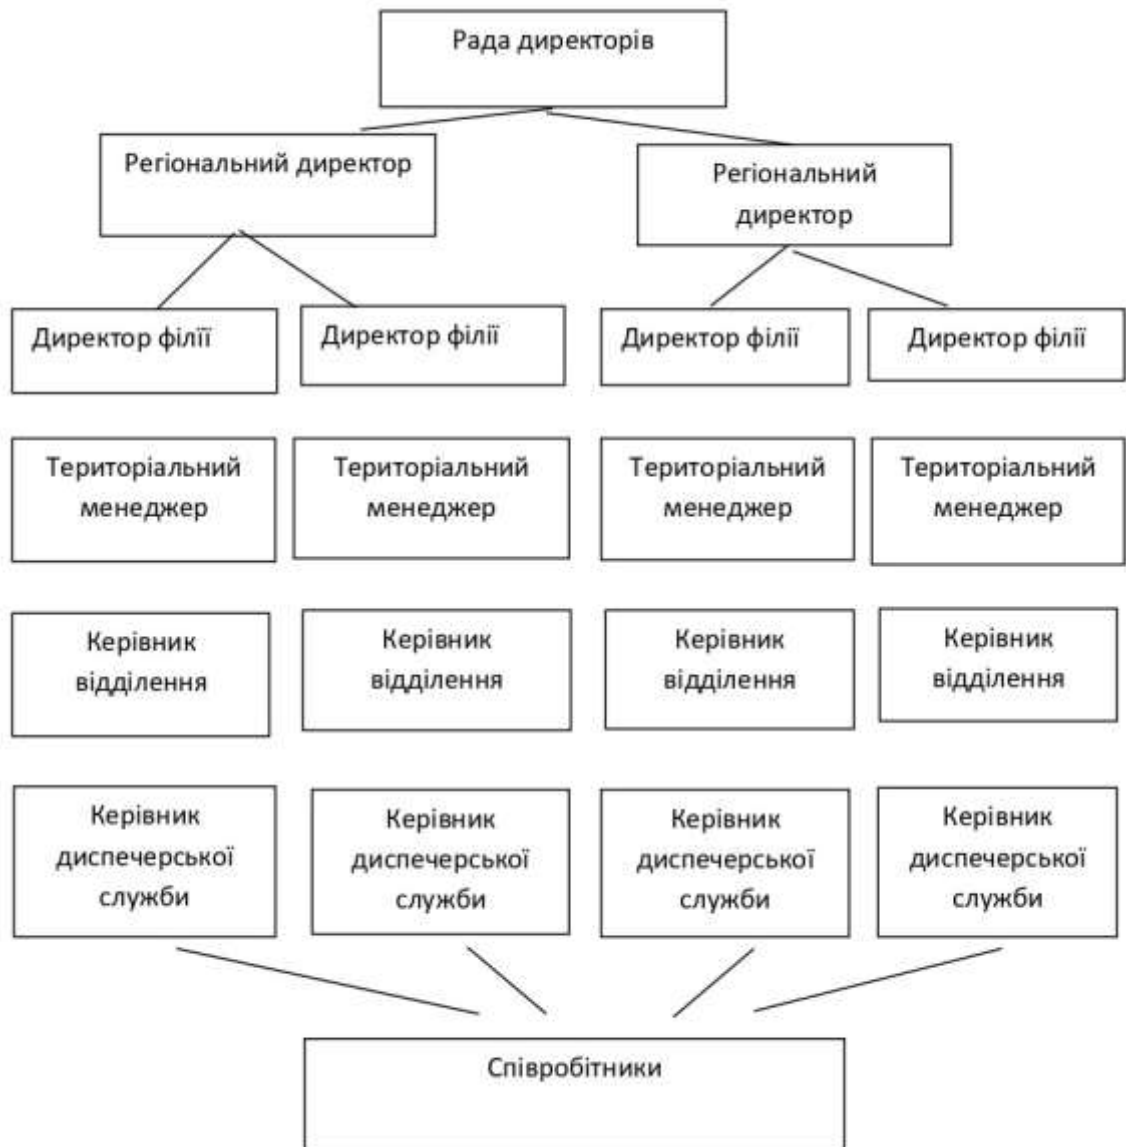 Рада директорів
Регіональний директор
Регіональний
директор
Директор філії
Директор філії
Директор філії
Директор філії
Територіальний
менеджер
Територіальний
менеджер
Територіальний
менеджер
Територіальний
менеджер
Керівник
відділення
Керівник
відділення
Керівник
відділення
Керівник
відділення
Керівник
диспечерської
служби
Керівник
диспечерської
служби
Керівник
диспечерської
служби
Керівник
диспечерської
служби
Співробітники